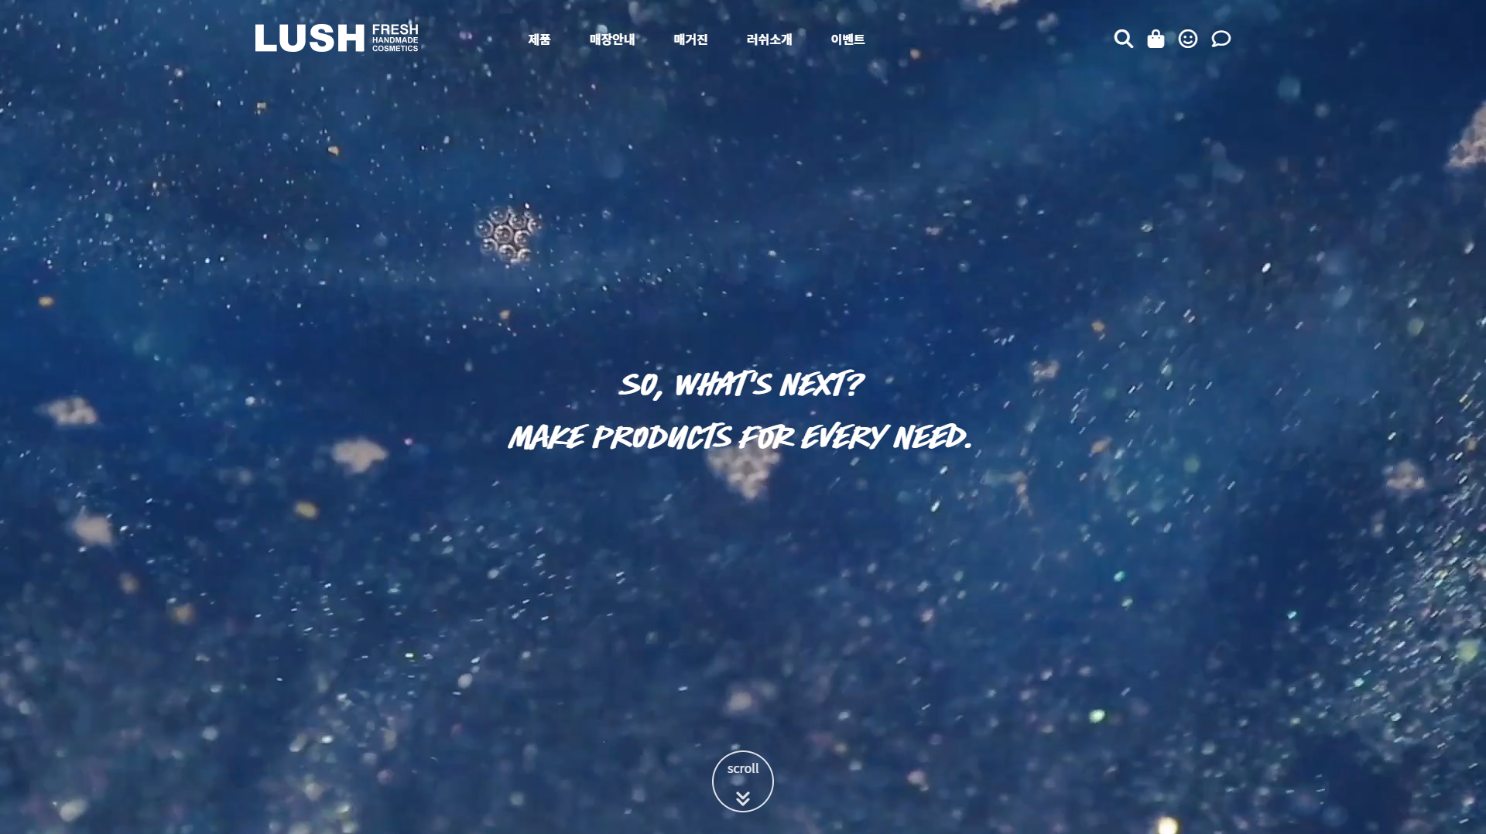 LUSH FRESH HANDMADE COSMETICS
제품 매장안내 매거진 러쉬소개 이벤트
SO, WHAT'S NEXT?
MAKE PRODUCTS FOR EVERY NEED.
scroll